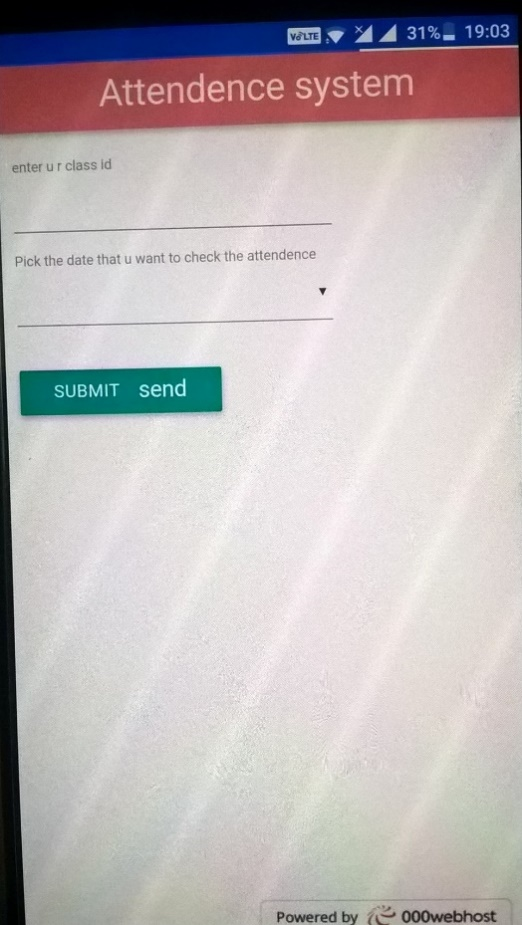 VoLTE 31% 19:03
Attendence system
enter u r class id
Pick the date that u want to check the attendence
SUBMIT send
Powered by 000webhost